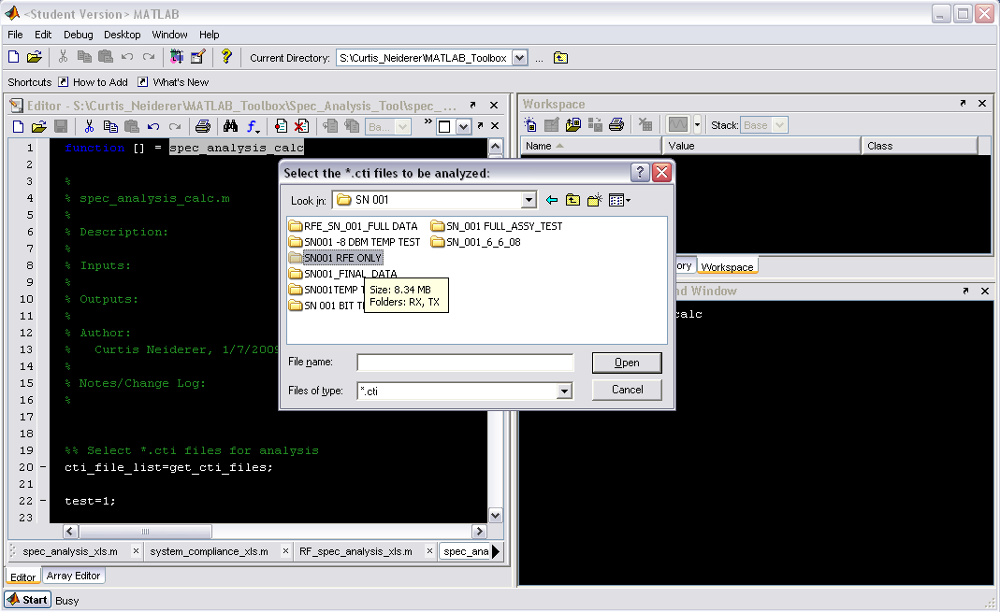 <Student Version> MATLAB
File Edit Debug Desktop Window Help
Current Directory: S:\Curtis_Neiderer\MATLAB_Toolbox ...
Shortcuts How to Add What's New
Editor - S:\Curtis_Neiderer\MATLAB_Toolbox\Spec_Analysis_Tool\spec_...
Ba...
1 function [] = spec_analysis_calc
2
3 %
4 % spec_analysis_calc.m
5 %
6 % Description:
7 %
8 % Inputs:
9 %
10 % Outputs:
11 %
12 % Author:
13 % Curtis Neiderer, 1/7/2009
14 %
15 % Notes/Change Log:
16 %
17
18
19 %% Select *.cti files for analysis
20 - cti_file_list=get_cti_files;
21
22 - test=1;
23
spec_analysis_xls.m system_compliance_xls.m RF_spec_analysis_xls.m spec_ana
Editor Array Editor
Start Busy
Workspace
Stack: Base
Name Value Class
ory Workspace
nd Window
calc
Select the *.cti files to be analyzed:
Look in: SN 001
RFE_SN_001_FULL DATA SN_001 FULL_ASSY_TEST
SN001 -8 DBM TEMP TEST SN_001_6_6_08
SN001 RFE ONLY
SN001_FINAL_DATA
SN001TEMP T
SN 001 BIT T
Size: 8.34 MB
Folders: RX, TX
File name:
Open
Files of type: *.cti
Cancel